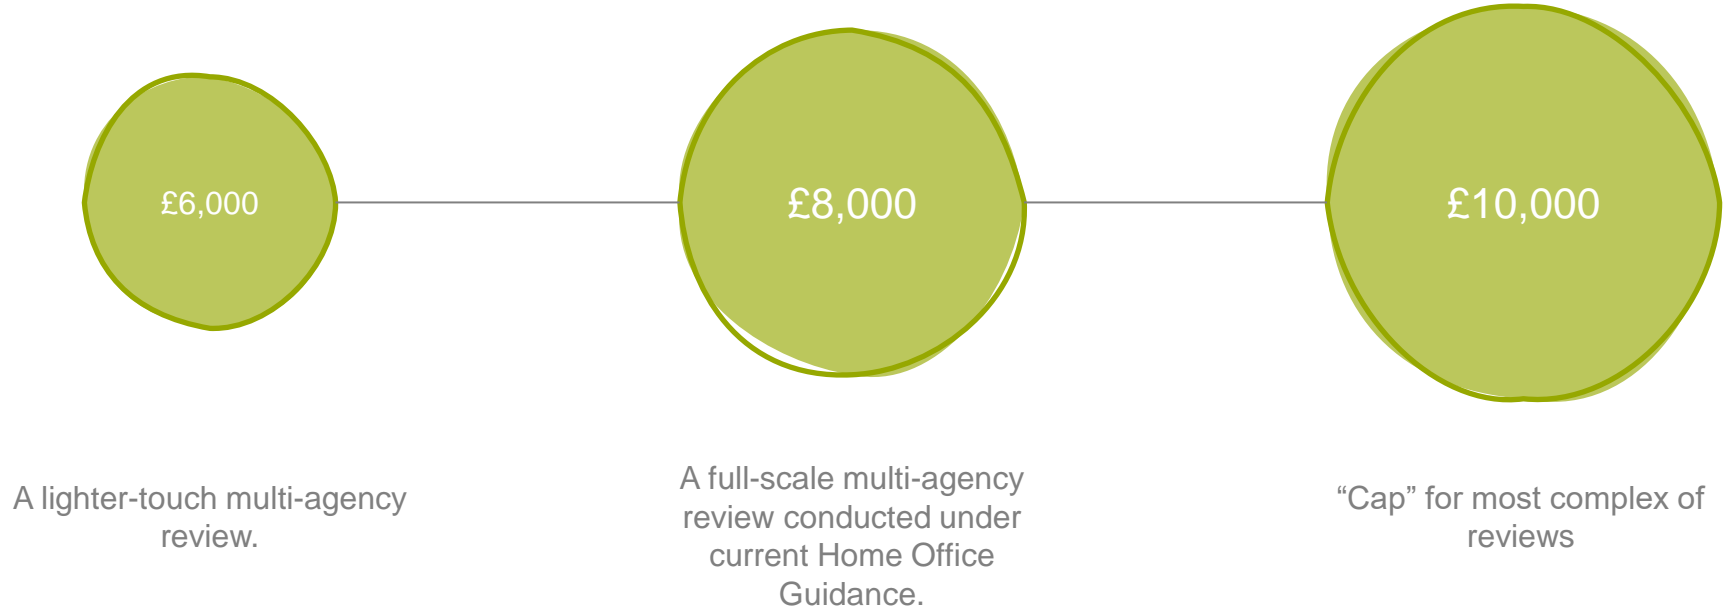 £6,000
£8,000
£10,000
A lighter-touch multi-agency
review.
A full-scale multi-agency
review conducted under
current Home Office
Guidance.
“Cap” for most complex of
reviews